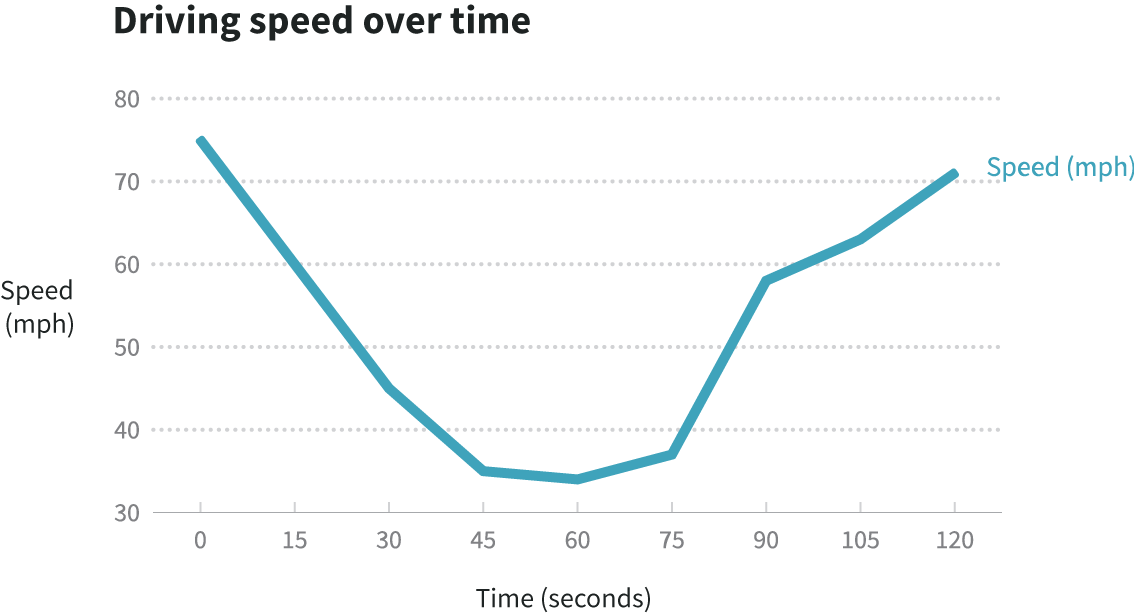 Driving speed over time
80
70
60
50
40
30
Speed
(mph)
Speed (mph)
0 15 30 45 60 75 90 105 120
Time (seconds)